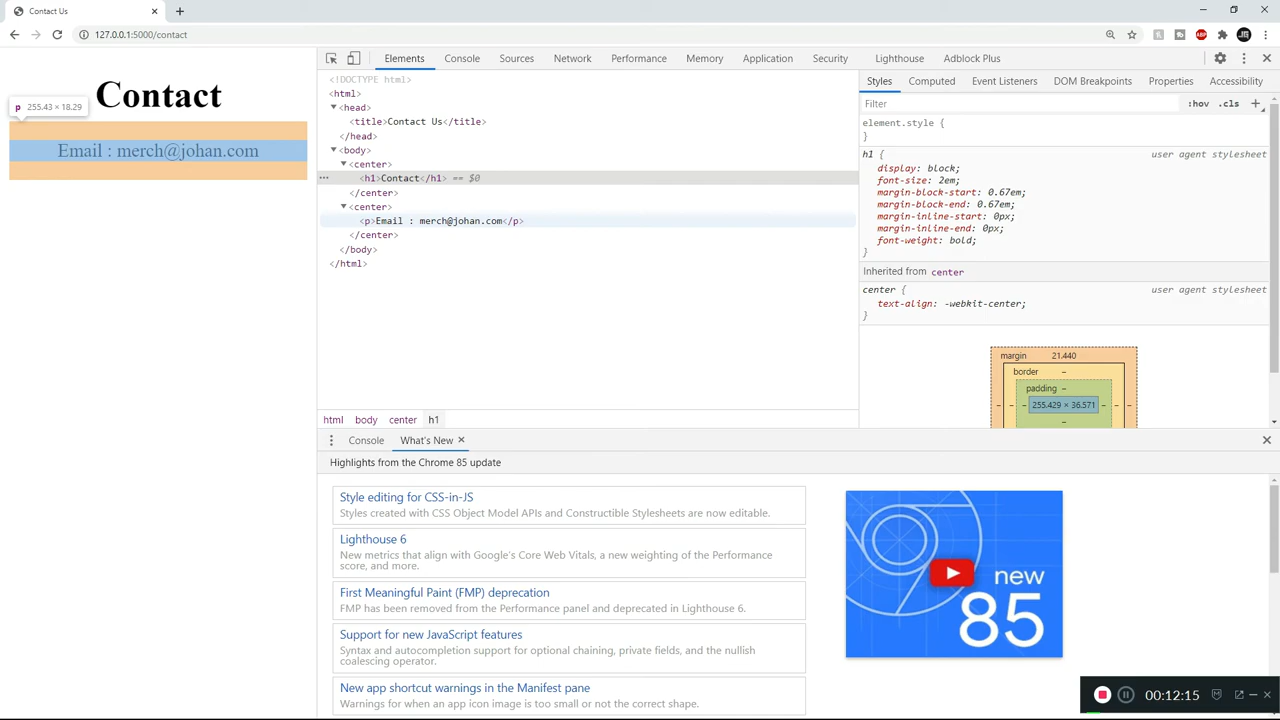 Contact Us
127.0.0.1:5000/contact
Contact
p 255.43 × 18.29
Email : merch@johan.com
Elements Console Sources Network Performance Memory Application Security Lighthouse Adblock Plus
<!DOCTYPE html>
<html>
<head>
<title>Contact Us</title>
</head>
<body>
<center>
<h1>Contact</h1> == $0
</center>
<center>
<p>Email : merch@johan.com</p>
</center>
</body>
</html>
html body center h1
Styles Computed Event Listeners DOM Breakpoints Properties Accessibility
Filter :hov .cls +
element.style {
}
h1 { user agent stylesheet
display: block;
font-size: 2em;
margin-block-start: 0.67em;
margin-block-end: 0.67em;
margin-inline-start: 0px;
margin-inline-end: 0px;
font-weight: bold;
}
Inherited from center
center { user agent stylesheet
text-align: -webkit-center;
}
margin 21.440
border –
padding –
– – – 255.429 × 36.571 – – –
–
Console What's New
Highlights from the Chrome 85 update
Style editing for CSS-in-JS
Styles created with CSS Object Model APIs and Constructible Stylesheets are now editable.
Lighthouse 6
New metrics that align with Google's Core Web Vitals, a new weighting of the Performance
score, and more.
First Meaningful Paint (FMP) deprecation
FMP has been removed from the Performance panel and deprecated in Lighthouse 6.
Support for new JavaScript features
Syntax and autocompletion support for optional chaining, private fields, and the nullish
coalescing operator.
New app shortcut warnings in the Manifest pane
Warnings for when an app icon image is too small or not the correct shape.
new
85
00:12:15